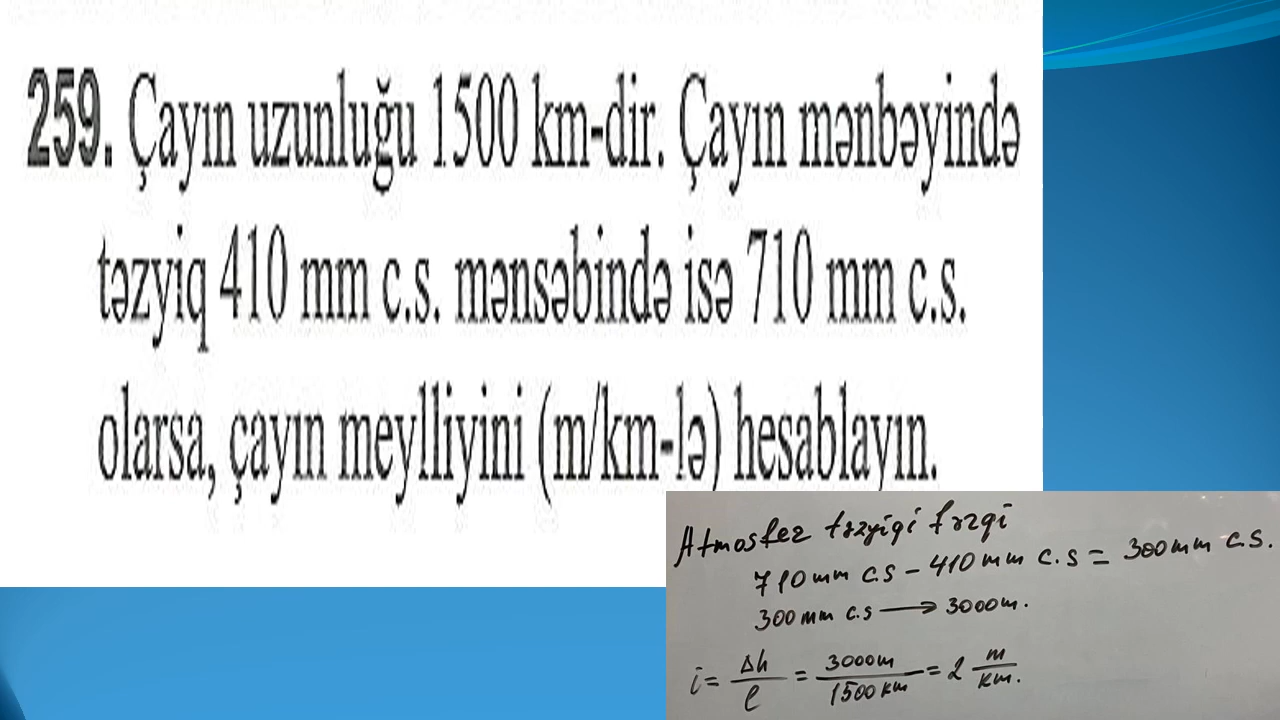 259. Çayın uzunluğu 1500 km-dir. Çayın mənbəyində
təzyiq 410 mm c.s. mənsəbində isə 710 mm c.s.
olarsa, çayın meylliyini (m/km-lə) hesablayın.
Atmosfer təzyiqi fərqi
710 mm c.s – 410 mm c.s = 300 mm c.s.
300 mm c.s ⟶ 3000 m.
i = Δh/ℓ = 3000 m/1500 km = 2 m/km.